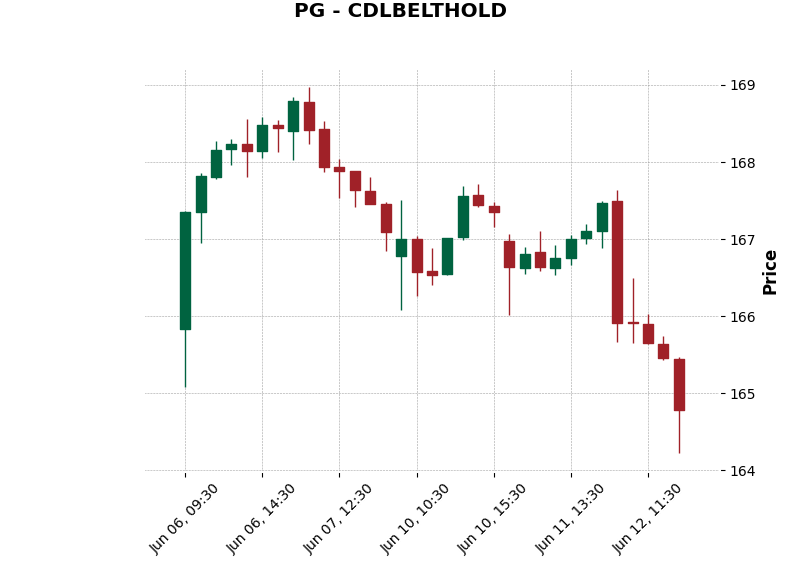 PG - CDLBELTHOLD
169
168
167
166
165
164
Price
Jun 06, 09:30
Jun 06, 14:30
Jun 07, 12:30
Jun 10, 10:30
Jun 10, 15:30
Jun 11, 13:30
Jun 12, 11:30